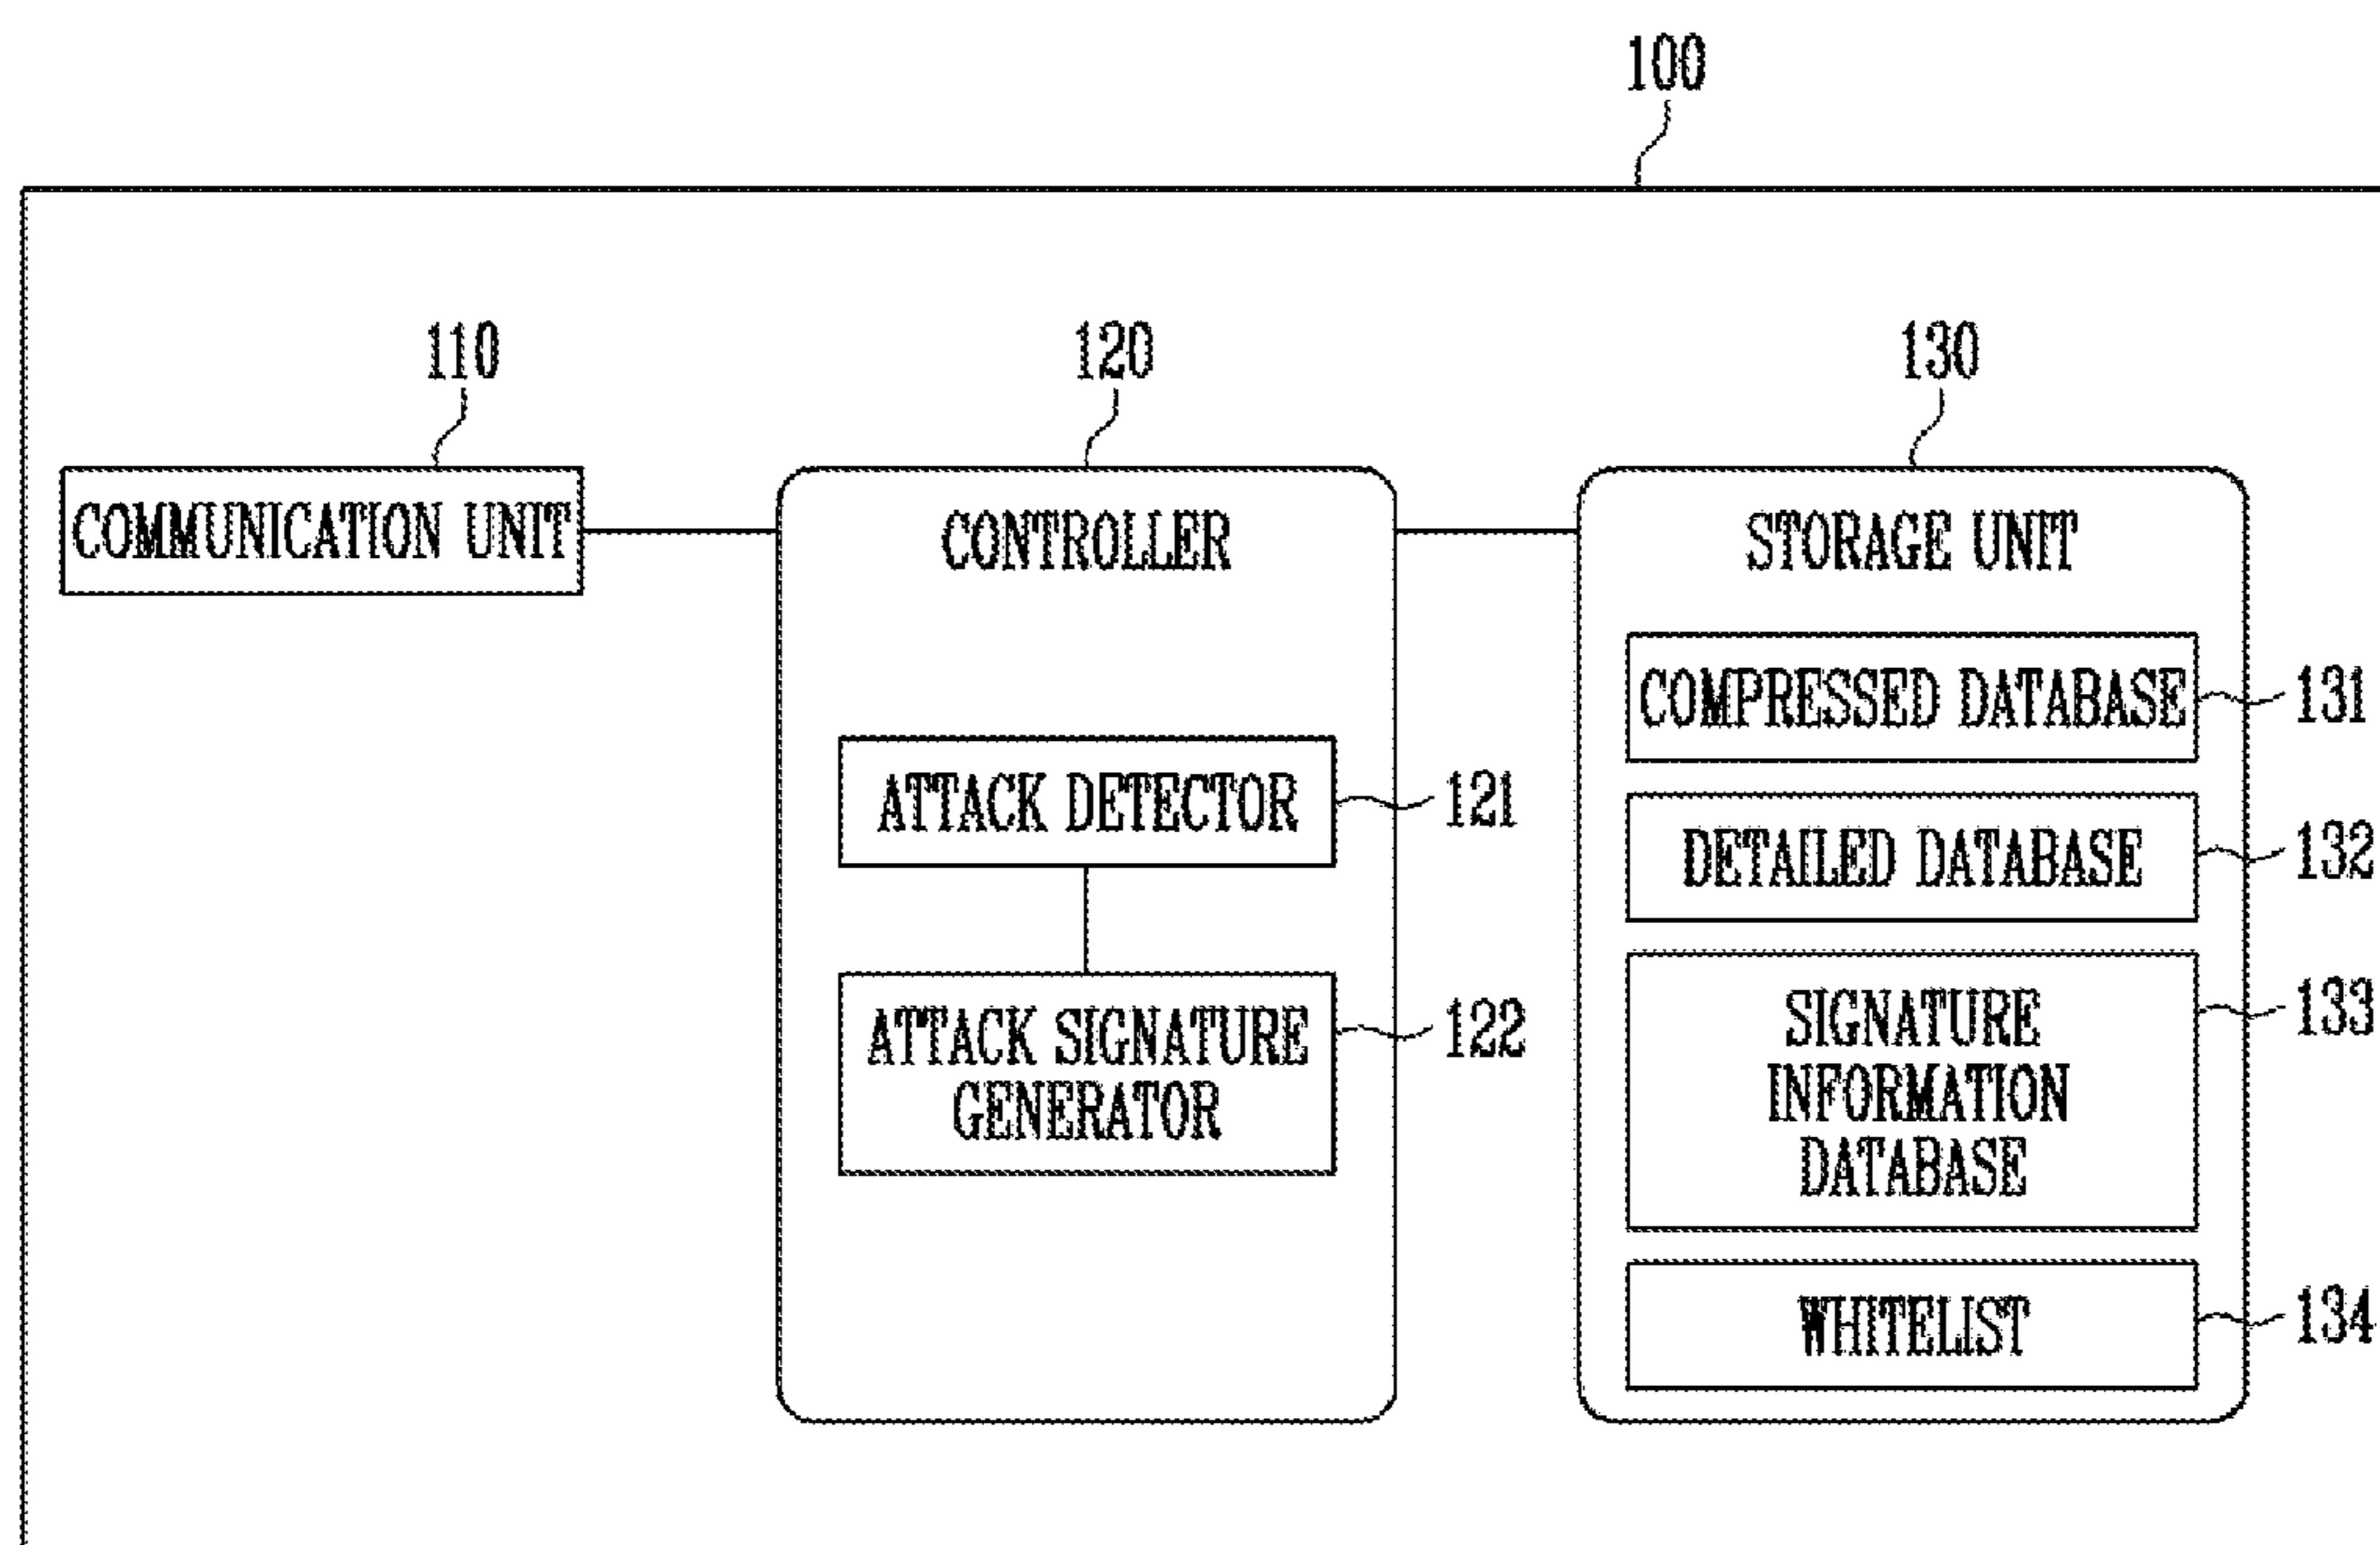 100
110
120
130
COMMUNICATION UNIT
CONTROLLER
STORAGE UNIT
COMPRESSED DATABASE
131
ATTACK DETECTOR
121
DETAILED DATABASE
132
ATTACK SIGNATURE
GENERATOR
122
SIGNATURE
INFORMATION
DATABASE
133
WHITELIST
134